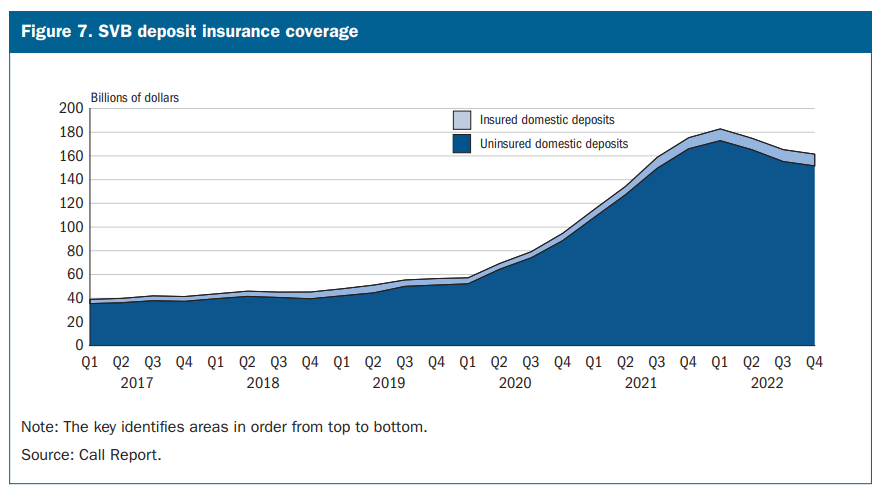 Figure 7. SVB deposit insurance coverage
Billions of dollars
200
180
160
140
120
100
80
60
40
20
0
Insured domestic deposits
Uninsured domestic deposits
Q1 Q2 Q3 Q4 Q1 Q2 Q3 Q4 Q1 Q2 Q3 Q4 Q1 Q2 Q3 Q4 Q1 Q2 Q3 Q4 Q1 Q2 Q3 Q4
2017 2018 2019 2020 2021 2022
Note: The key identifies areas in order from top to bottom.
Source: Call Report.